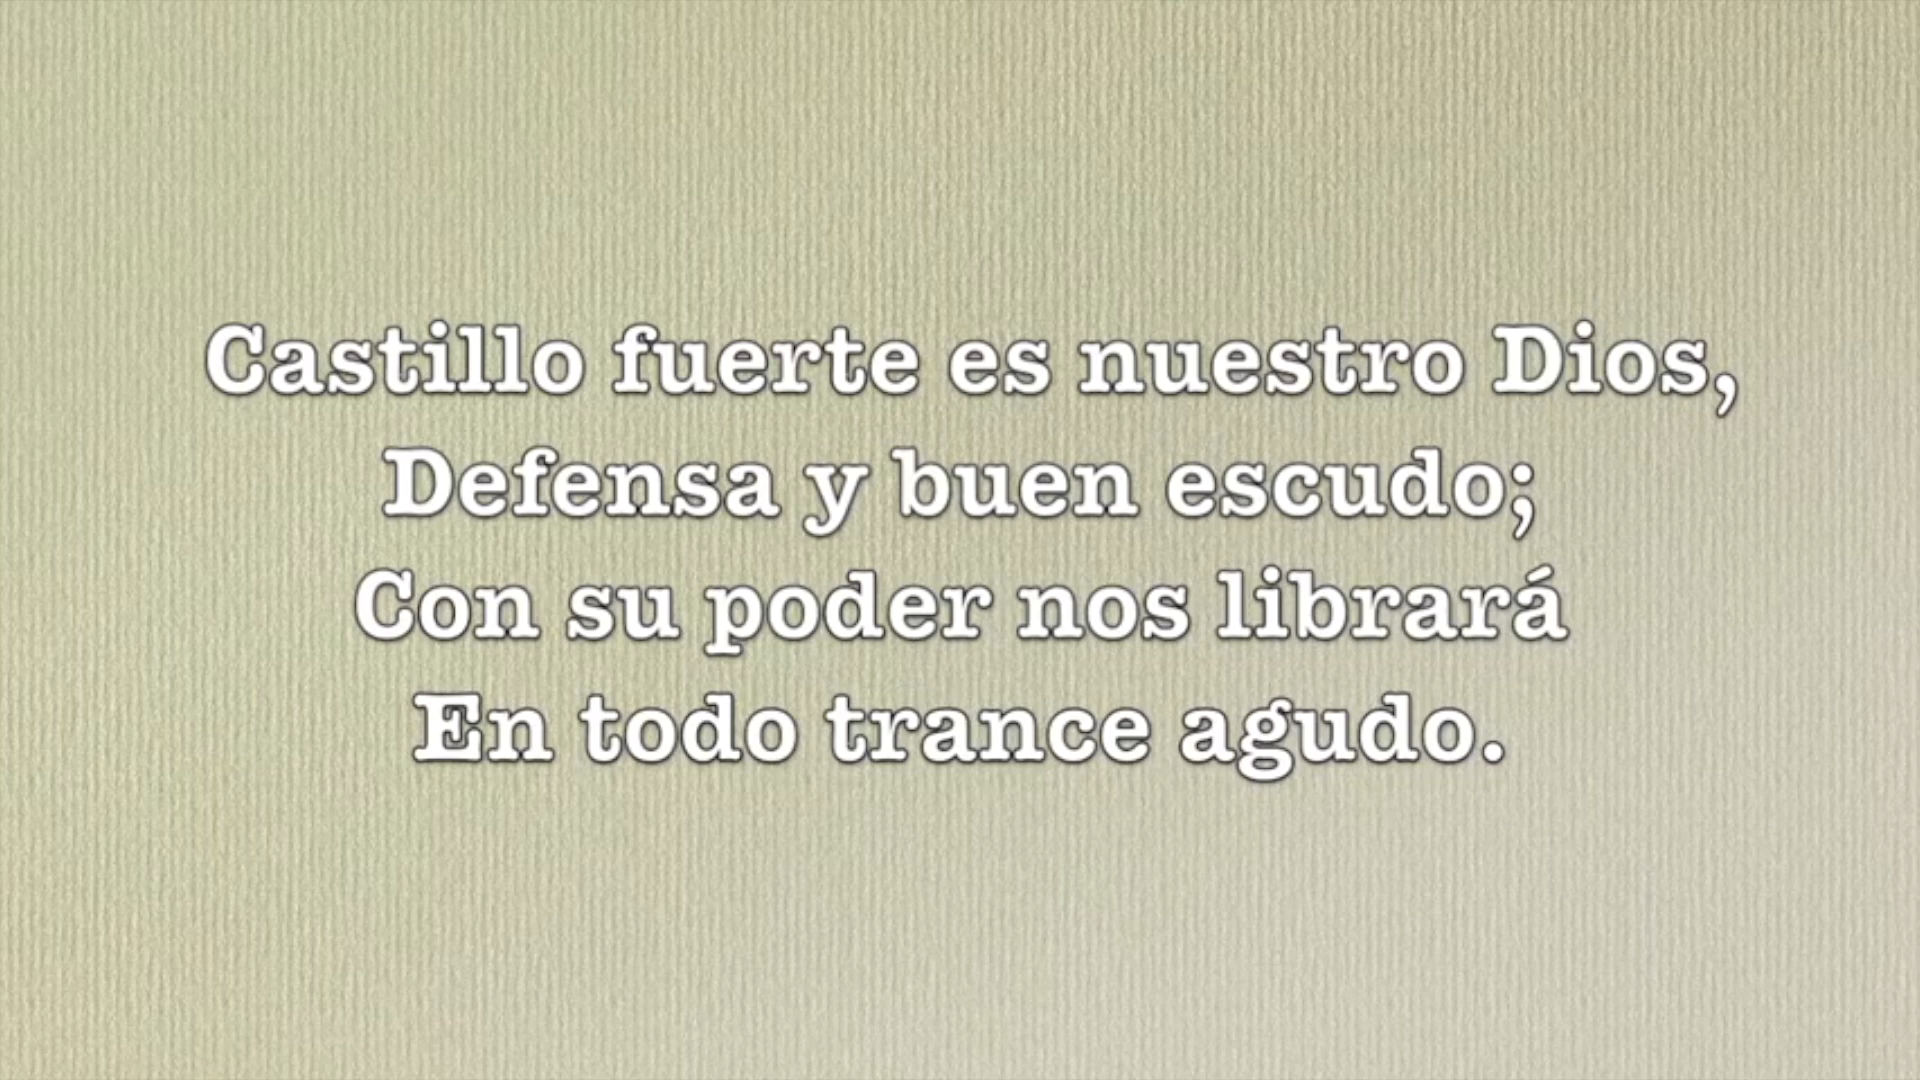 Castillo fuerte es nuestro Dios,
Defensa y buen escudo;
Con su poder nos librará
En todo trance agudo.